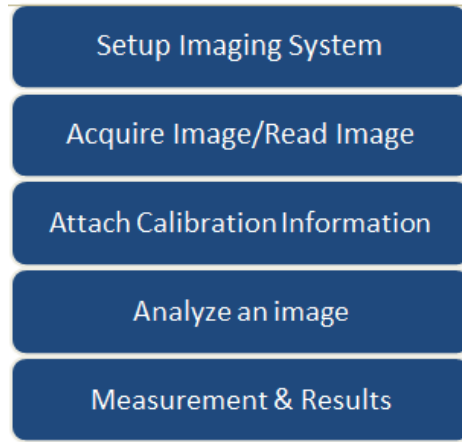 Setup Imaging System
Acquire Image/Read Image
Attach Calibration Information
Analyze an image
Measurement & Results